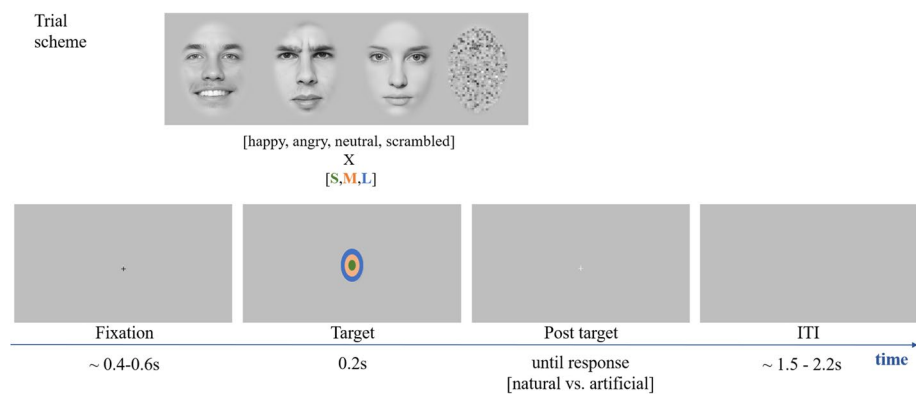 Trial
scheme
[happy, angry, neutral, scrambled]
X
[S,M,L]
Fixation
Target
Post target
ITI
time
~ 0.4-0.6s
0.2s
until response
[natural vs. artificial]
~ 1.5 - 2.2s